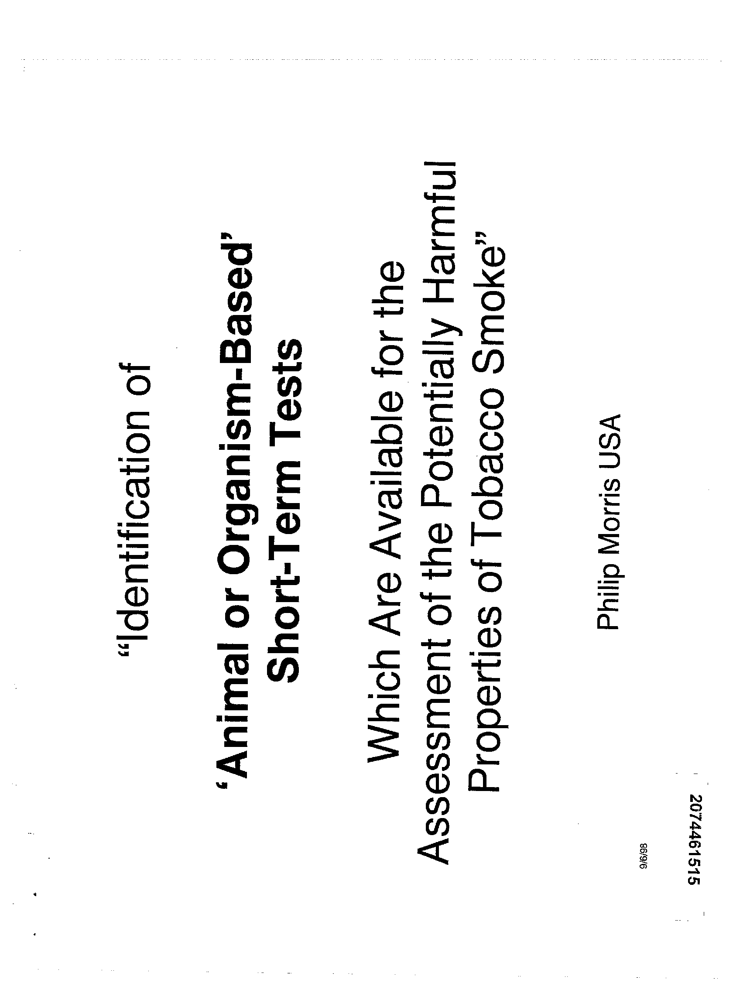 “Identification of
‘Animal or Organism-Based’
Short-Term Tests
Which Are Available for the
Assessment of the Potentially Harmful
Properties of Tobacco Smoke”
Philip Morris USA
9/9/98
2074461515